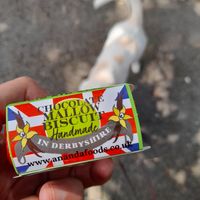 CHOCOLATE
MALLOW
BISCUIT
Handmade
IN DERBYSHIRE
www.anandafoods.co.uk